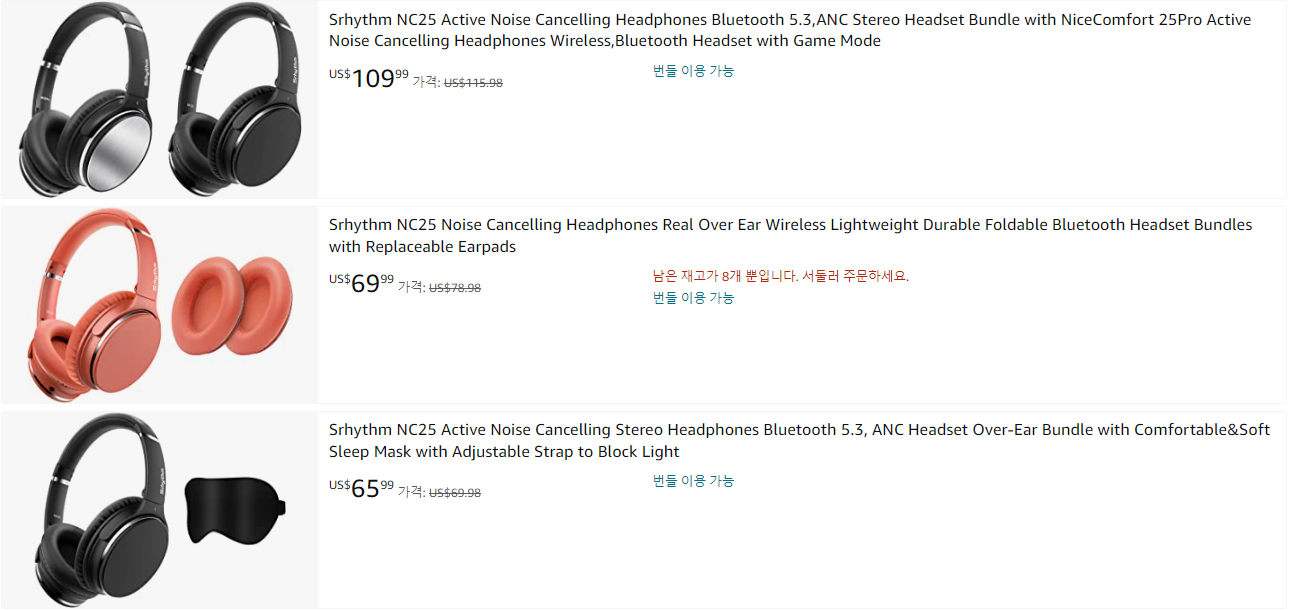 Srhythm NC25 Active Noise Cancelling Headphones Bluetooth 5.3,ANC Stereo Headset Bundle with NiceComfort 25Pro Active
Noise Cancelling Headphones Wireless,Bluetooth Headset with Game Mode
US$109.99 가격: US$115.98
번들 이용 가능
Srhythm NC25 Noise Cancelling Headphones Real Over Ear Wireless Lightweight Durable Foldable Bluetooth Headset Bundles
with Replaceable Earpads
US$69.99 가격: US$78.98
남은 재고가 8개 뿐입니다. 서둘러 주문하세요.
번들 이용 가능
Srhythm NC25 Active Noise Cancelling Stereo Headphones Bluetooth 5.3, ANC Headset Over-Ear Bundle with Comfortable&Soft
Sleep Mask with Adjustable Strap to Block Light
US$65.99 가격: US$69.98
번들 이용 가능